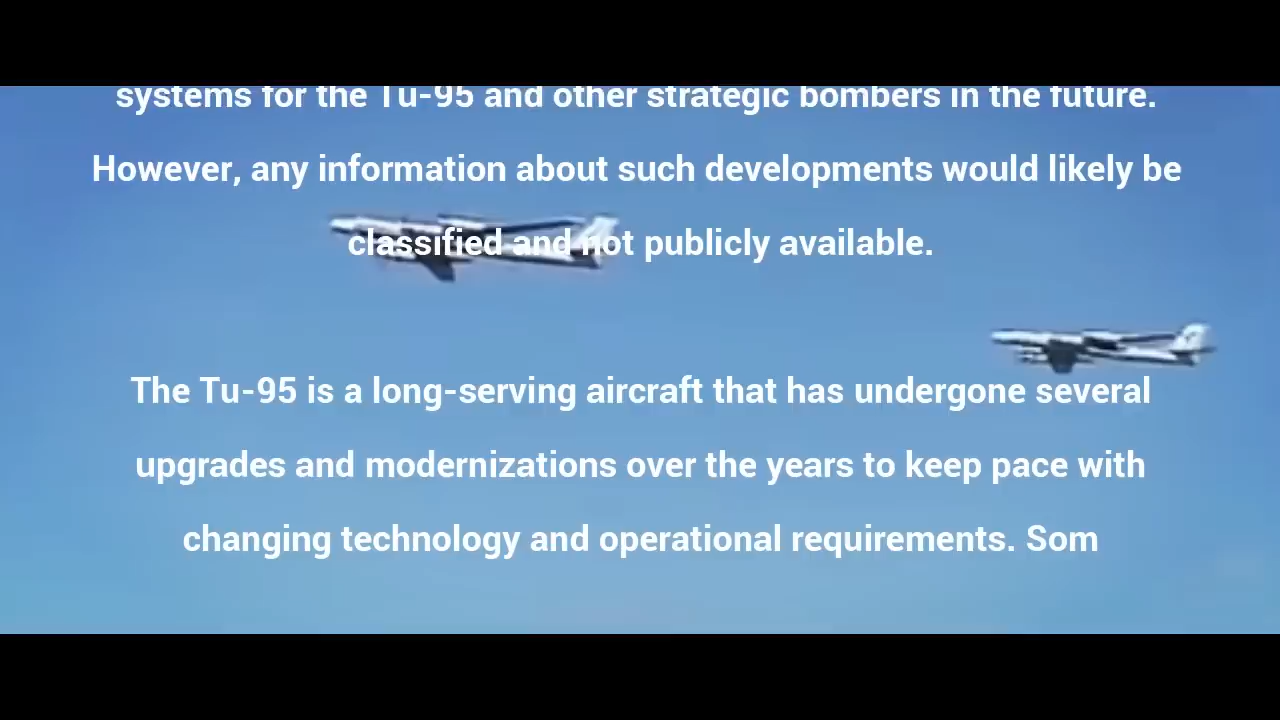 systems for the Tu-95 and other strategic bombers in the future.
However, any information about such developments would likely be
classified and not publicly available.
The Tu-95 is a long-serving aircraft that has undergone several
upgrades and modernizations over the years to keep pace with
changing technology and operational requirements. Som